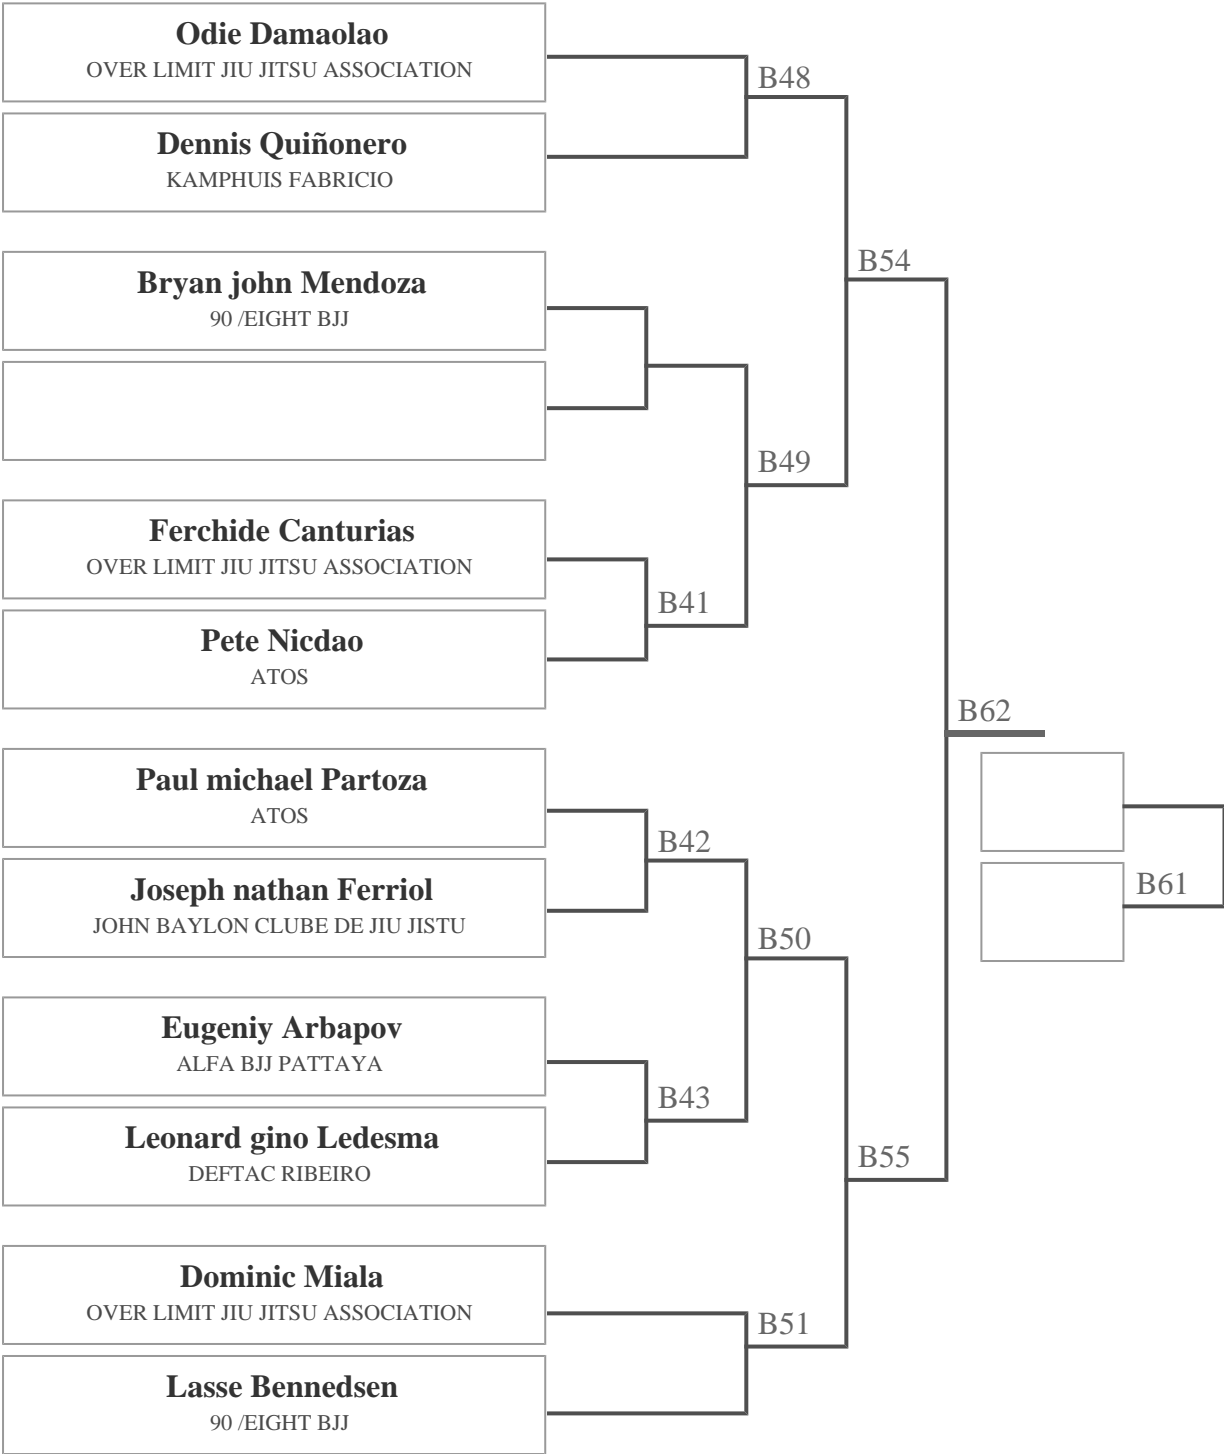 Odie Damaolao
OVER LIMIT JIU JITSU ASSOCIATION
B48
Dennis Quiñonero
KAMPHUIS FABRICIO
B54
Bryan john Mendoza
90 /EIGHT BJJ
B49
Ferchide Canturias
OVER LIMIT JIU JITSU ASSOCIATION
B41
Pete Nicdao
ATOS
B62
Paul michael Partoza
ATOS
B42
Joseph nathan Ferriol
JOHN BAYLON CLUBE DE JIU JISTU
B61
B50
Eugeniy Arbapov
ALFA BJJ PATTAYA
B43
Leonard gino Ledesma
DEFTAC RIBEIRO
B55
Dominic Miala
OVER LIMIT JIU JITSU ASSOCIATION
B51
Lasse Bennedsen
90 /EIGHT BJJ